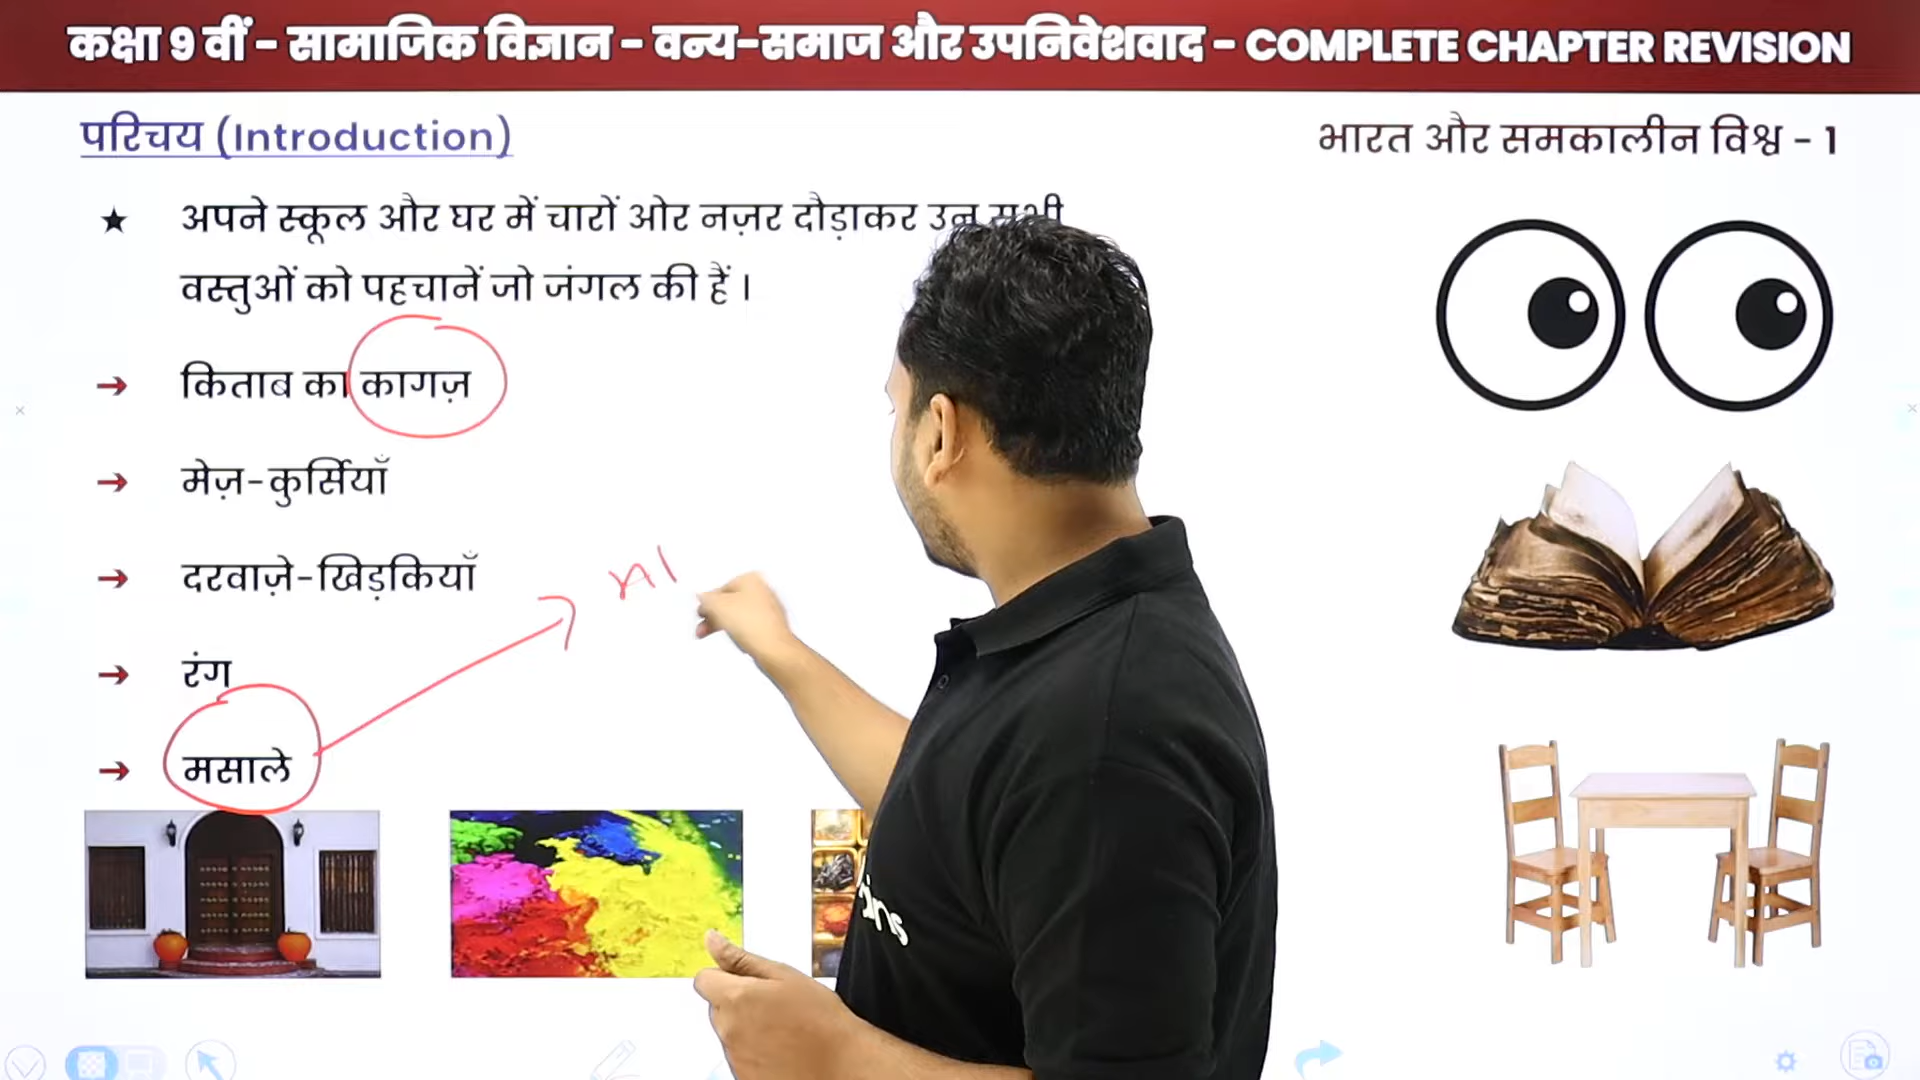 कक्षा 9 वीं - सामाजिक विज्ञान - वन्य-समाज और उपनिवेशवाद - COMPLETE CHAPTER REVISION
परिचय (Introduction)
भारत और समकालीन विश्व - 1
★ अपने स्कूल और घर में चारों ओर नज़र दौड़ाकर उन सभी
वस्तुओं को पहचानें जो जंगल की हैं ।
→ किताब का कागज़
→ मेज़-कुर्सियाँ
→ दरवाज़े-खिड़कियाँ
→ रंग
→ मसाले